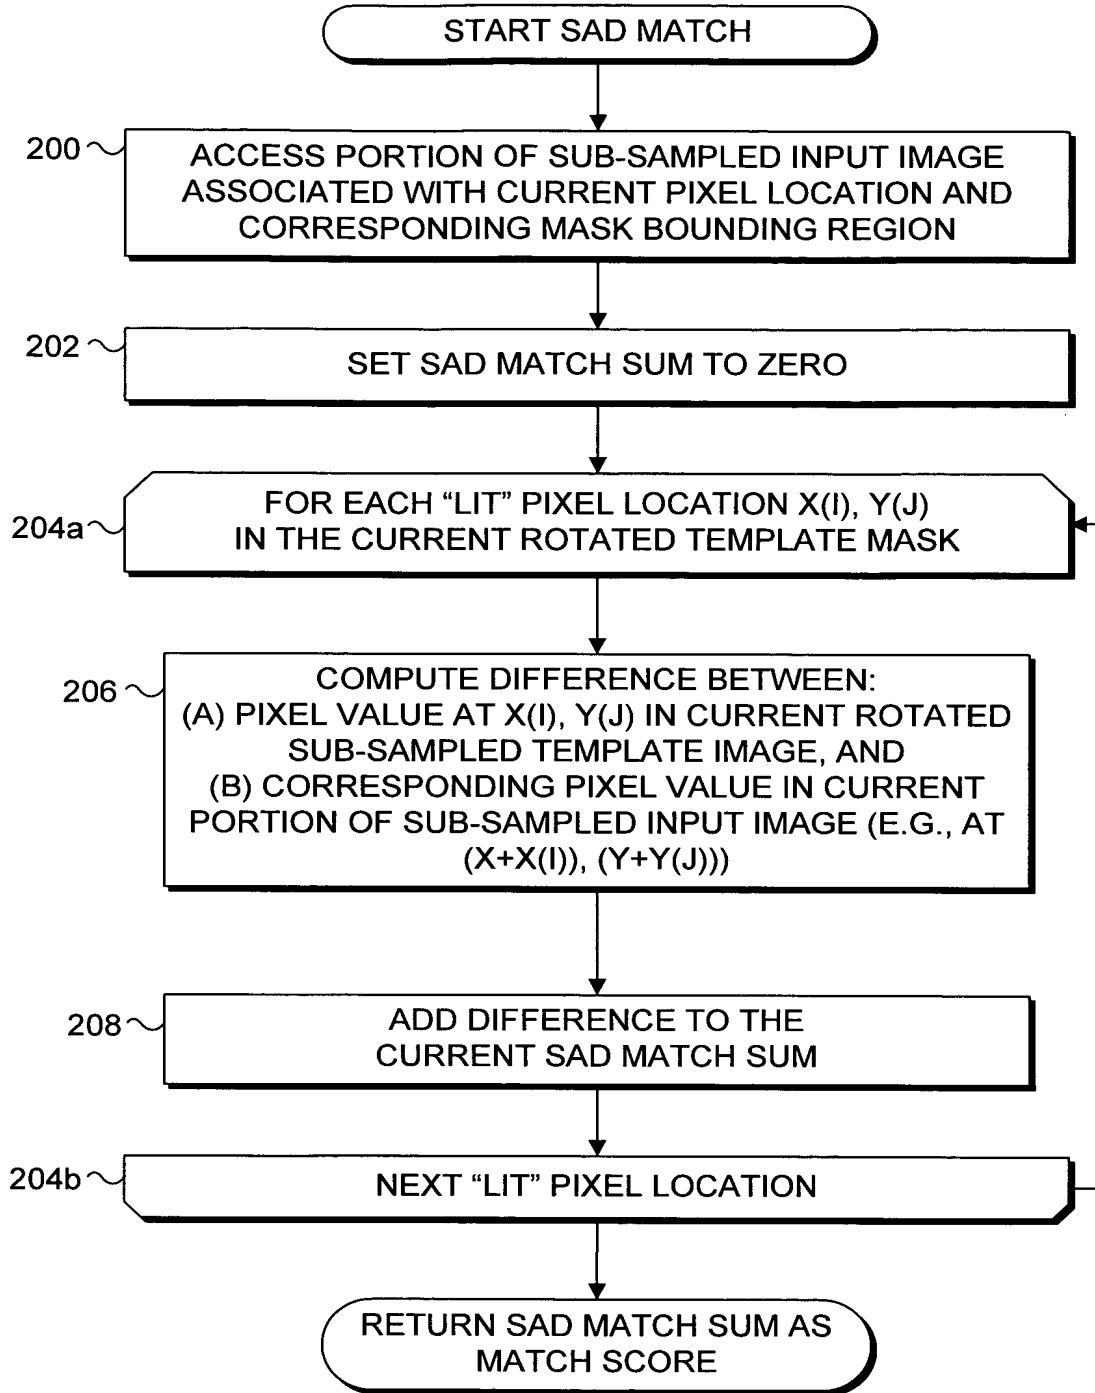 START SAD MATCH
200
ACCESS PORTION OF SUB-SAMPLED INPUT IMAGE
ASSOCIATED WITH CURRENT PIXEL LOCATION AND
CORRESPONDING MASK BOUNDING REGION
202
SET SAD MATCH SUM TO ZERO
204a
FOR EACH “LIT” PIXEL LOCATION X(I), Y(J)
IN THE CURRENT ROTATED TEMPLATE MASK
206
COMPUTE DIFFERENCE BETWEEN:
(A) PIXEL VALUE AT X(I), Y(J) IN CURRENT ROTATED
SUB-SAMPLED TEMPLATE IMAGE, AND
(B) CORRESPONDING PIXEL VALUE IN CURRENT
PORTION OF SUB-SAMPLED INPUT IMAGE (E.G., AT
(X+X(I)), (Y+Y(J)))
208
ADD DIFFERENCE TO THE
CURRENT SAD MATCH SUM
204b
NEXT “LIT” PIXEL LOCATION
RETURN SAD MATCH SUM AS
MATCH SCORE